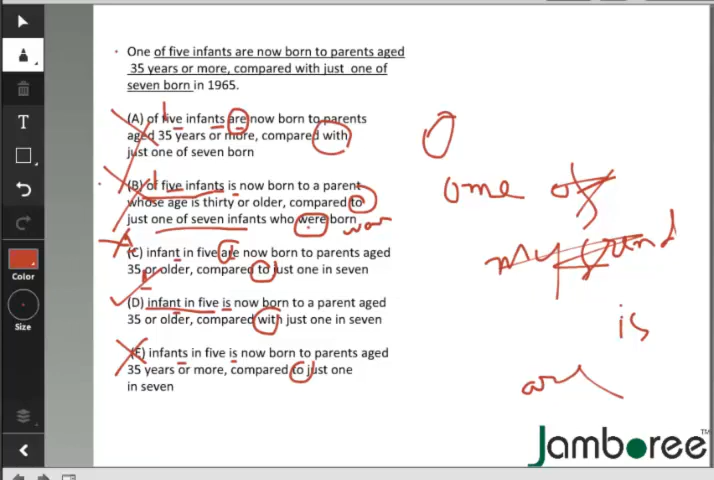 One of five infants are now born to parents aged
35 years or more, compared with just one of
seven born in 1965.
(A) of five infants are now born to parents
aged 35 years or more, compared with
just one of seven born
(B) of five infants is now born to a parent
whose age is thirty or older, compared to
just one of seven infants who were born
was
(C) infant in five are now born to parents aged
35 or older, compared to just one in seven
(D) infant in five is now born to a parent aged
35 or older, compared with just one in seven
(E) infants in five is now born to parents aged
35 years or more, compared to just one
in seven
one of
my friend
is
are
Color
Size
T
Jamboree™